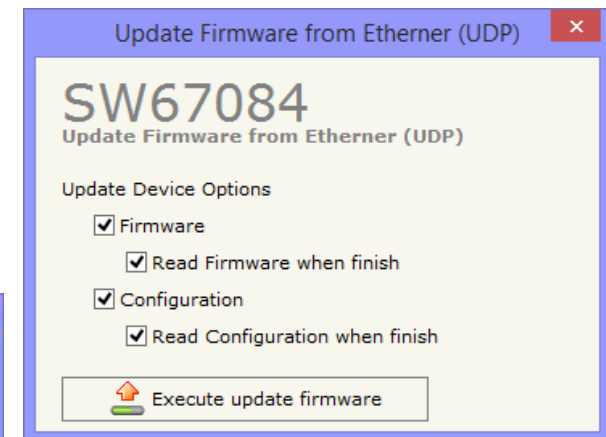 Update Firmware from Etherner (UDP)
SW67084
Update Firmware from Etherner (UDP)
Update Device Options
Firmware
Read Firmware when finish
Configuration
Read Configuration when finish
Execute update firmware